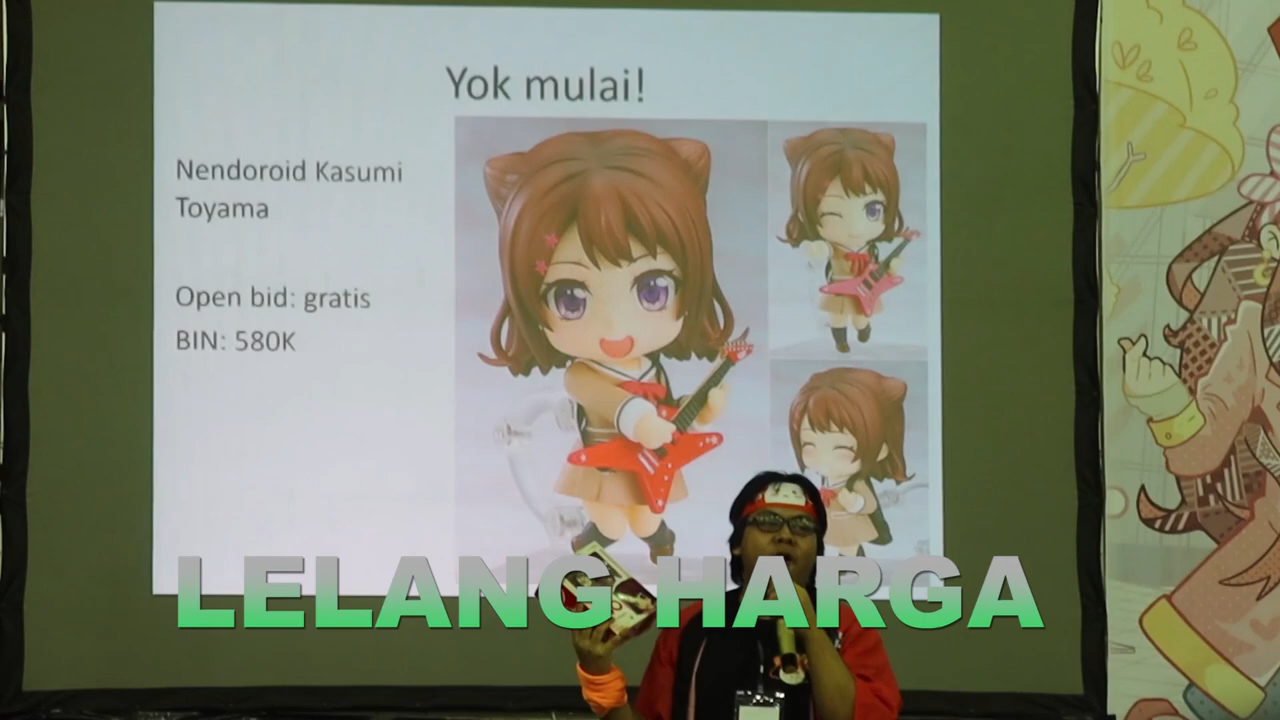 Yok mulai!
Nendoroid Kasumi
Toyama
Open bid: gratis
BIN: 580K
LELANG HARGA